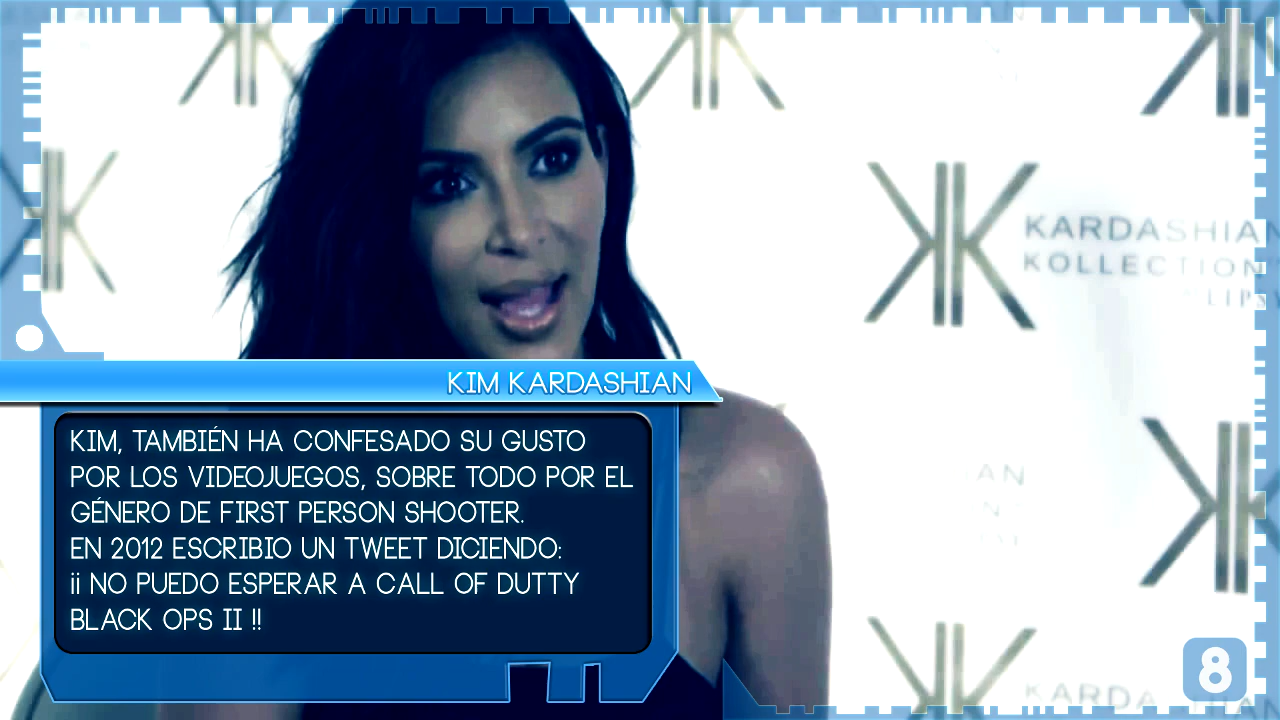 KARDASHIAN
KOLLECTION
KIM KARDASHIAN
KIM, TAMBIÉN HA CONFESADO SU GUSTO
POR LOS VIDEOJUEGOS, SOBRE TODO POR EL
GÉNERO DE FIRST PERSON SHOOTER.
EN 2012 ESCRIBIO UN TWEET DICIENDO:
¡¡ NO PUEDO ESPERAR A CALL OF DUTTY
BLACK OPS II !!
KARDASHIAN
8